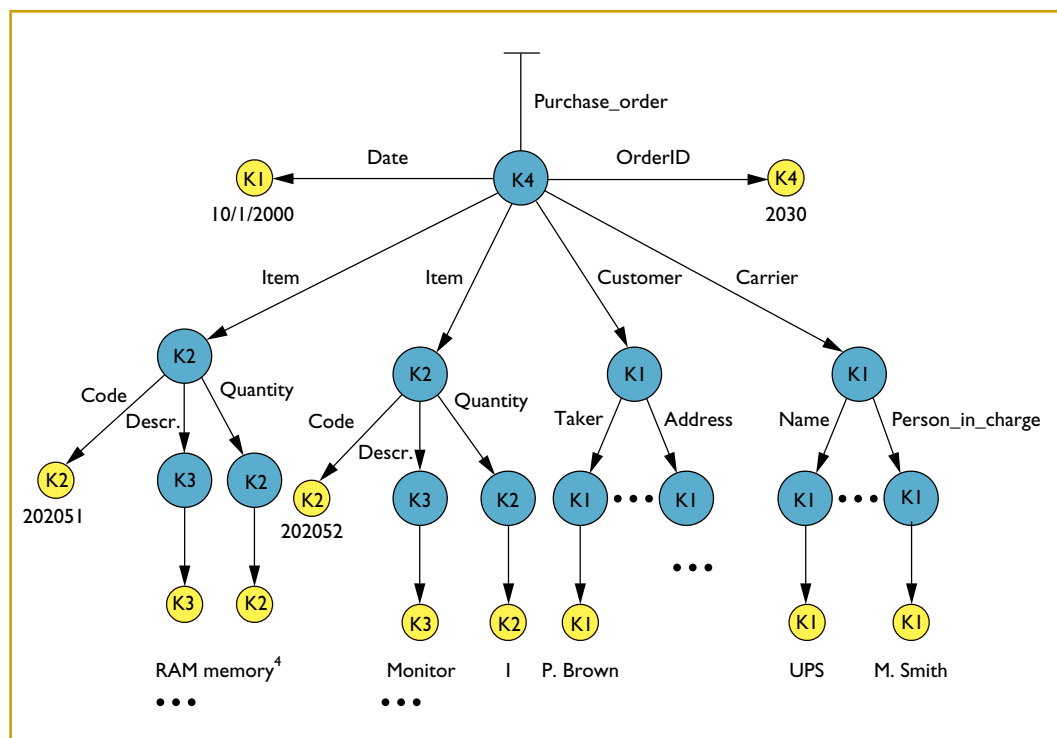 Purchase_order
Date
OrderID
K1
K4
K4
10/1/2000
2030
Item
Item
Customer
Carrier
K2
K2
K1
K1
Code
Quantity
Descr.
Code
Quantity
Descr.
Taker
Address
Name
Person_in_charge
K2
K3
K2
K2
K3
K2
K1
•••
K1
K1
•••
K1
202051
202052
•••
K3
K2
K3
K2
K1
K1
K1
RAM memory⁴
Monitor
1
P. Brown
UPS
M. Smith
•••
•••